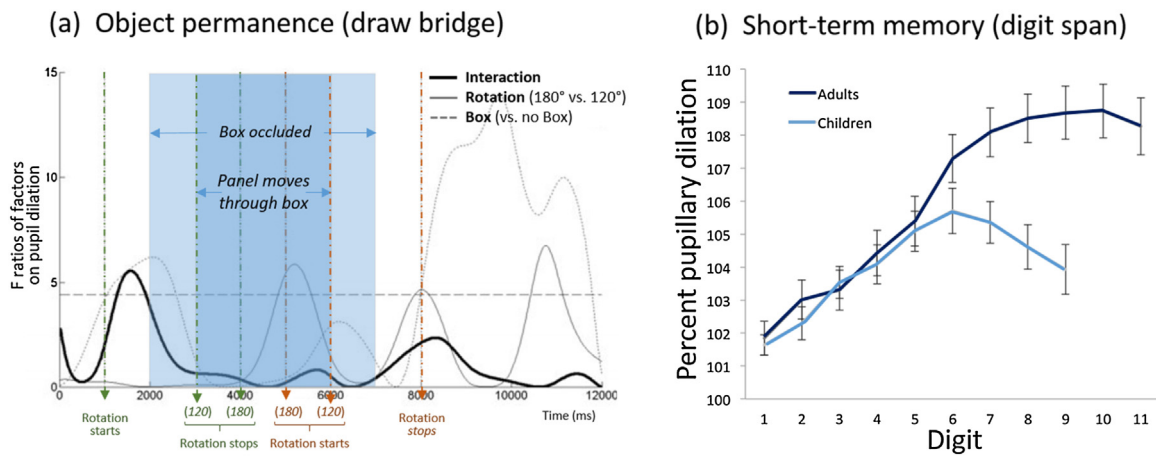 (a) Object permanence (draw bridge)
15
10
5
0
F ratios of factors
on pupil dilation
Interaction
Rotation (180° vs. 120°)
Box (vs. no Box)
Box occluded
Panel moves
through box
0 2000 4000 6000 8000 10000 12000
Time (ms)
Rotation
starts
(120) (180)
Rotation stops
(180) (120)
Rotation starts
Rotation
stops
(b) Short-term memory (digit span)
110
109
108
107
106
105
104
103
102
101
100
Percent pupillary dilation
Adults
Children
1 2 3 4 5 6 7 8 9 10 11
Digit